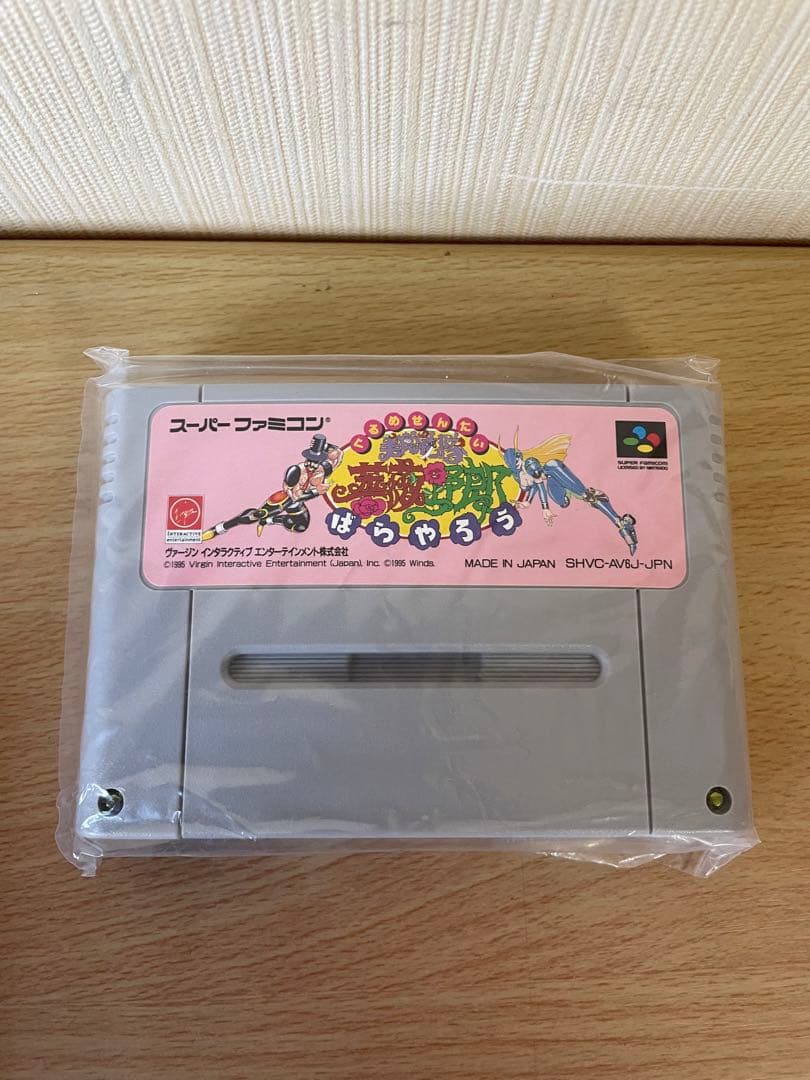 スーパー ファミコン®
ぐるめせんたい
美食戦隊
薔薇野郎
ばらやろう
SUPER FAMICOM
LICENSED BY NINTENDO
Virgin
INTERACTIVE
entertainment
ヴァージン インタラクティブ エンターテインメント株式会社
©1995 Virgin Interactive Entertainment (Japan), Inc. ©1995 Winds. MADE IN JAPAN SHVC-AV6J-JPN